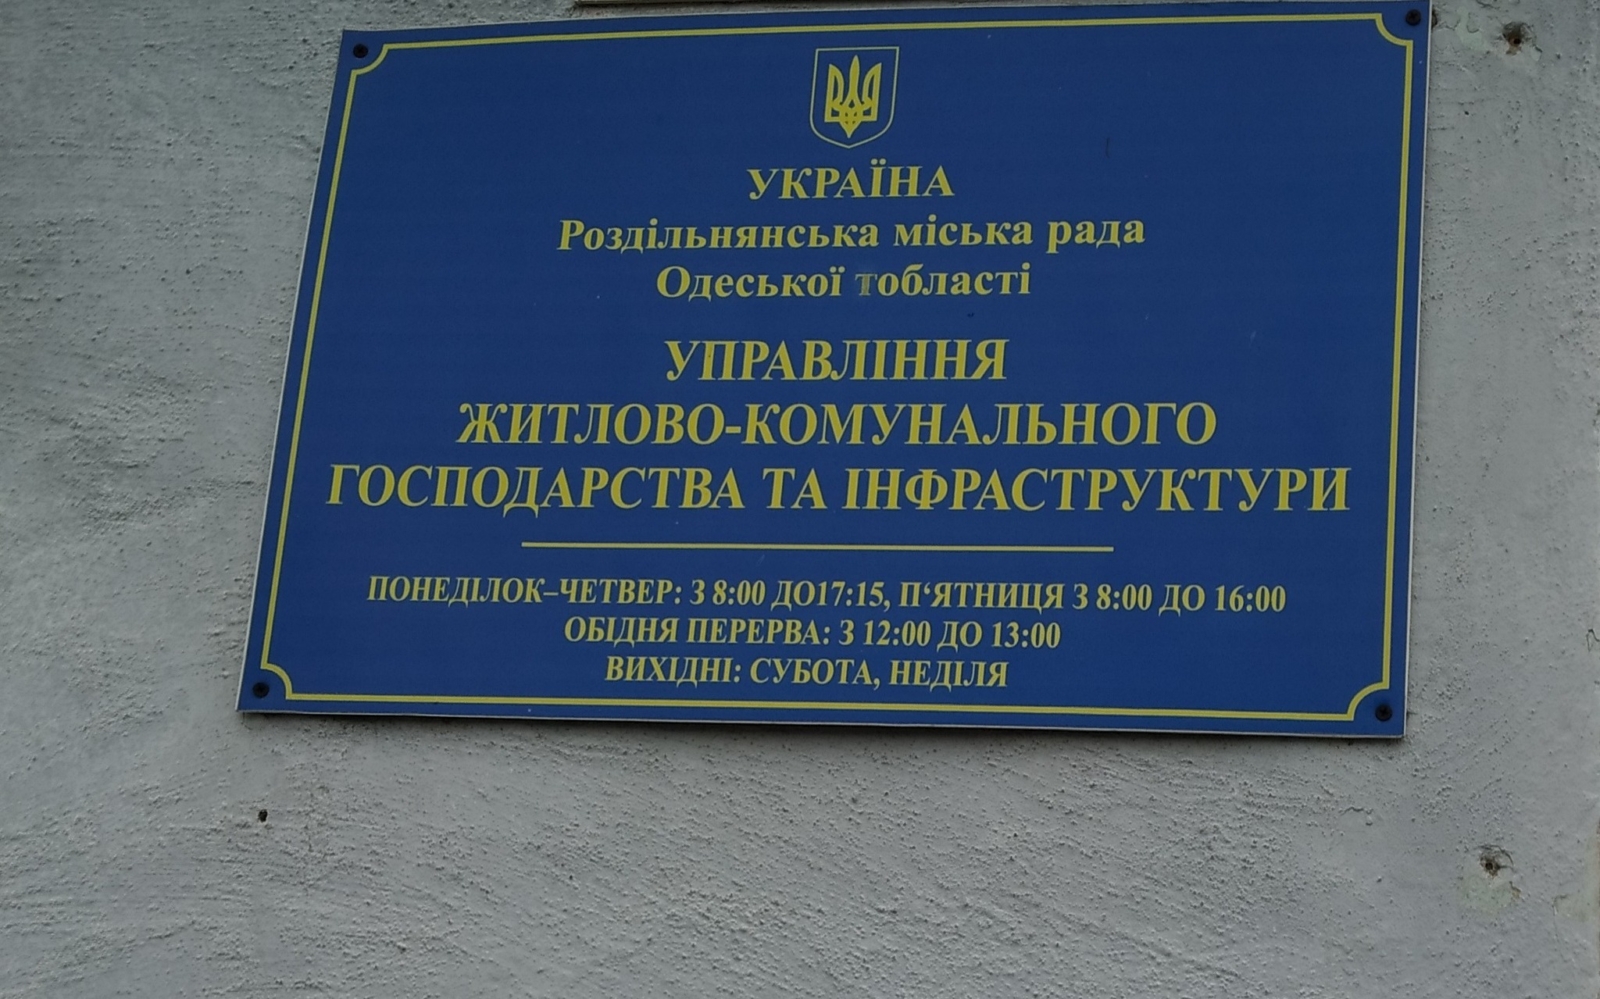 УКРАЇНА
Роздільнянська міська рада
Одеської тобласті
УПРАВЛІННЯ
ЖИТЛОВО-КОМУНАЛЬНОГО
ГОСПОДАРСТВА ТА ІНФРАСТРУКТУРИ
ПОНЕДІЛОК–ЧЕТВЕР: З 8:00 ДО17:15, П‘ЯТНИЦЯ З 8:00 ДО 16:00
ОБІДНЯ ПЕРЕРВА: З 12:00 ДО 13:00
ВИХІДНІ: СУБОТА, НЕДІЛЯ